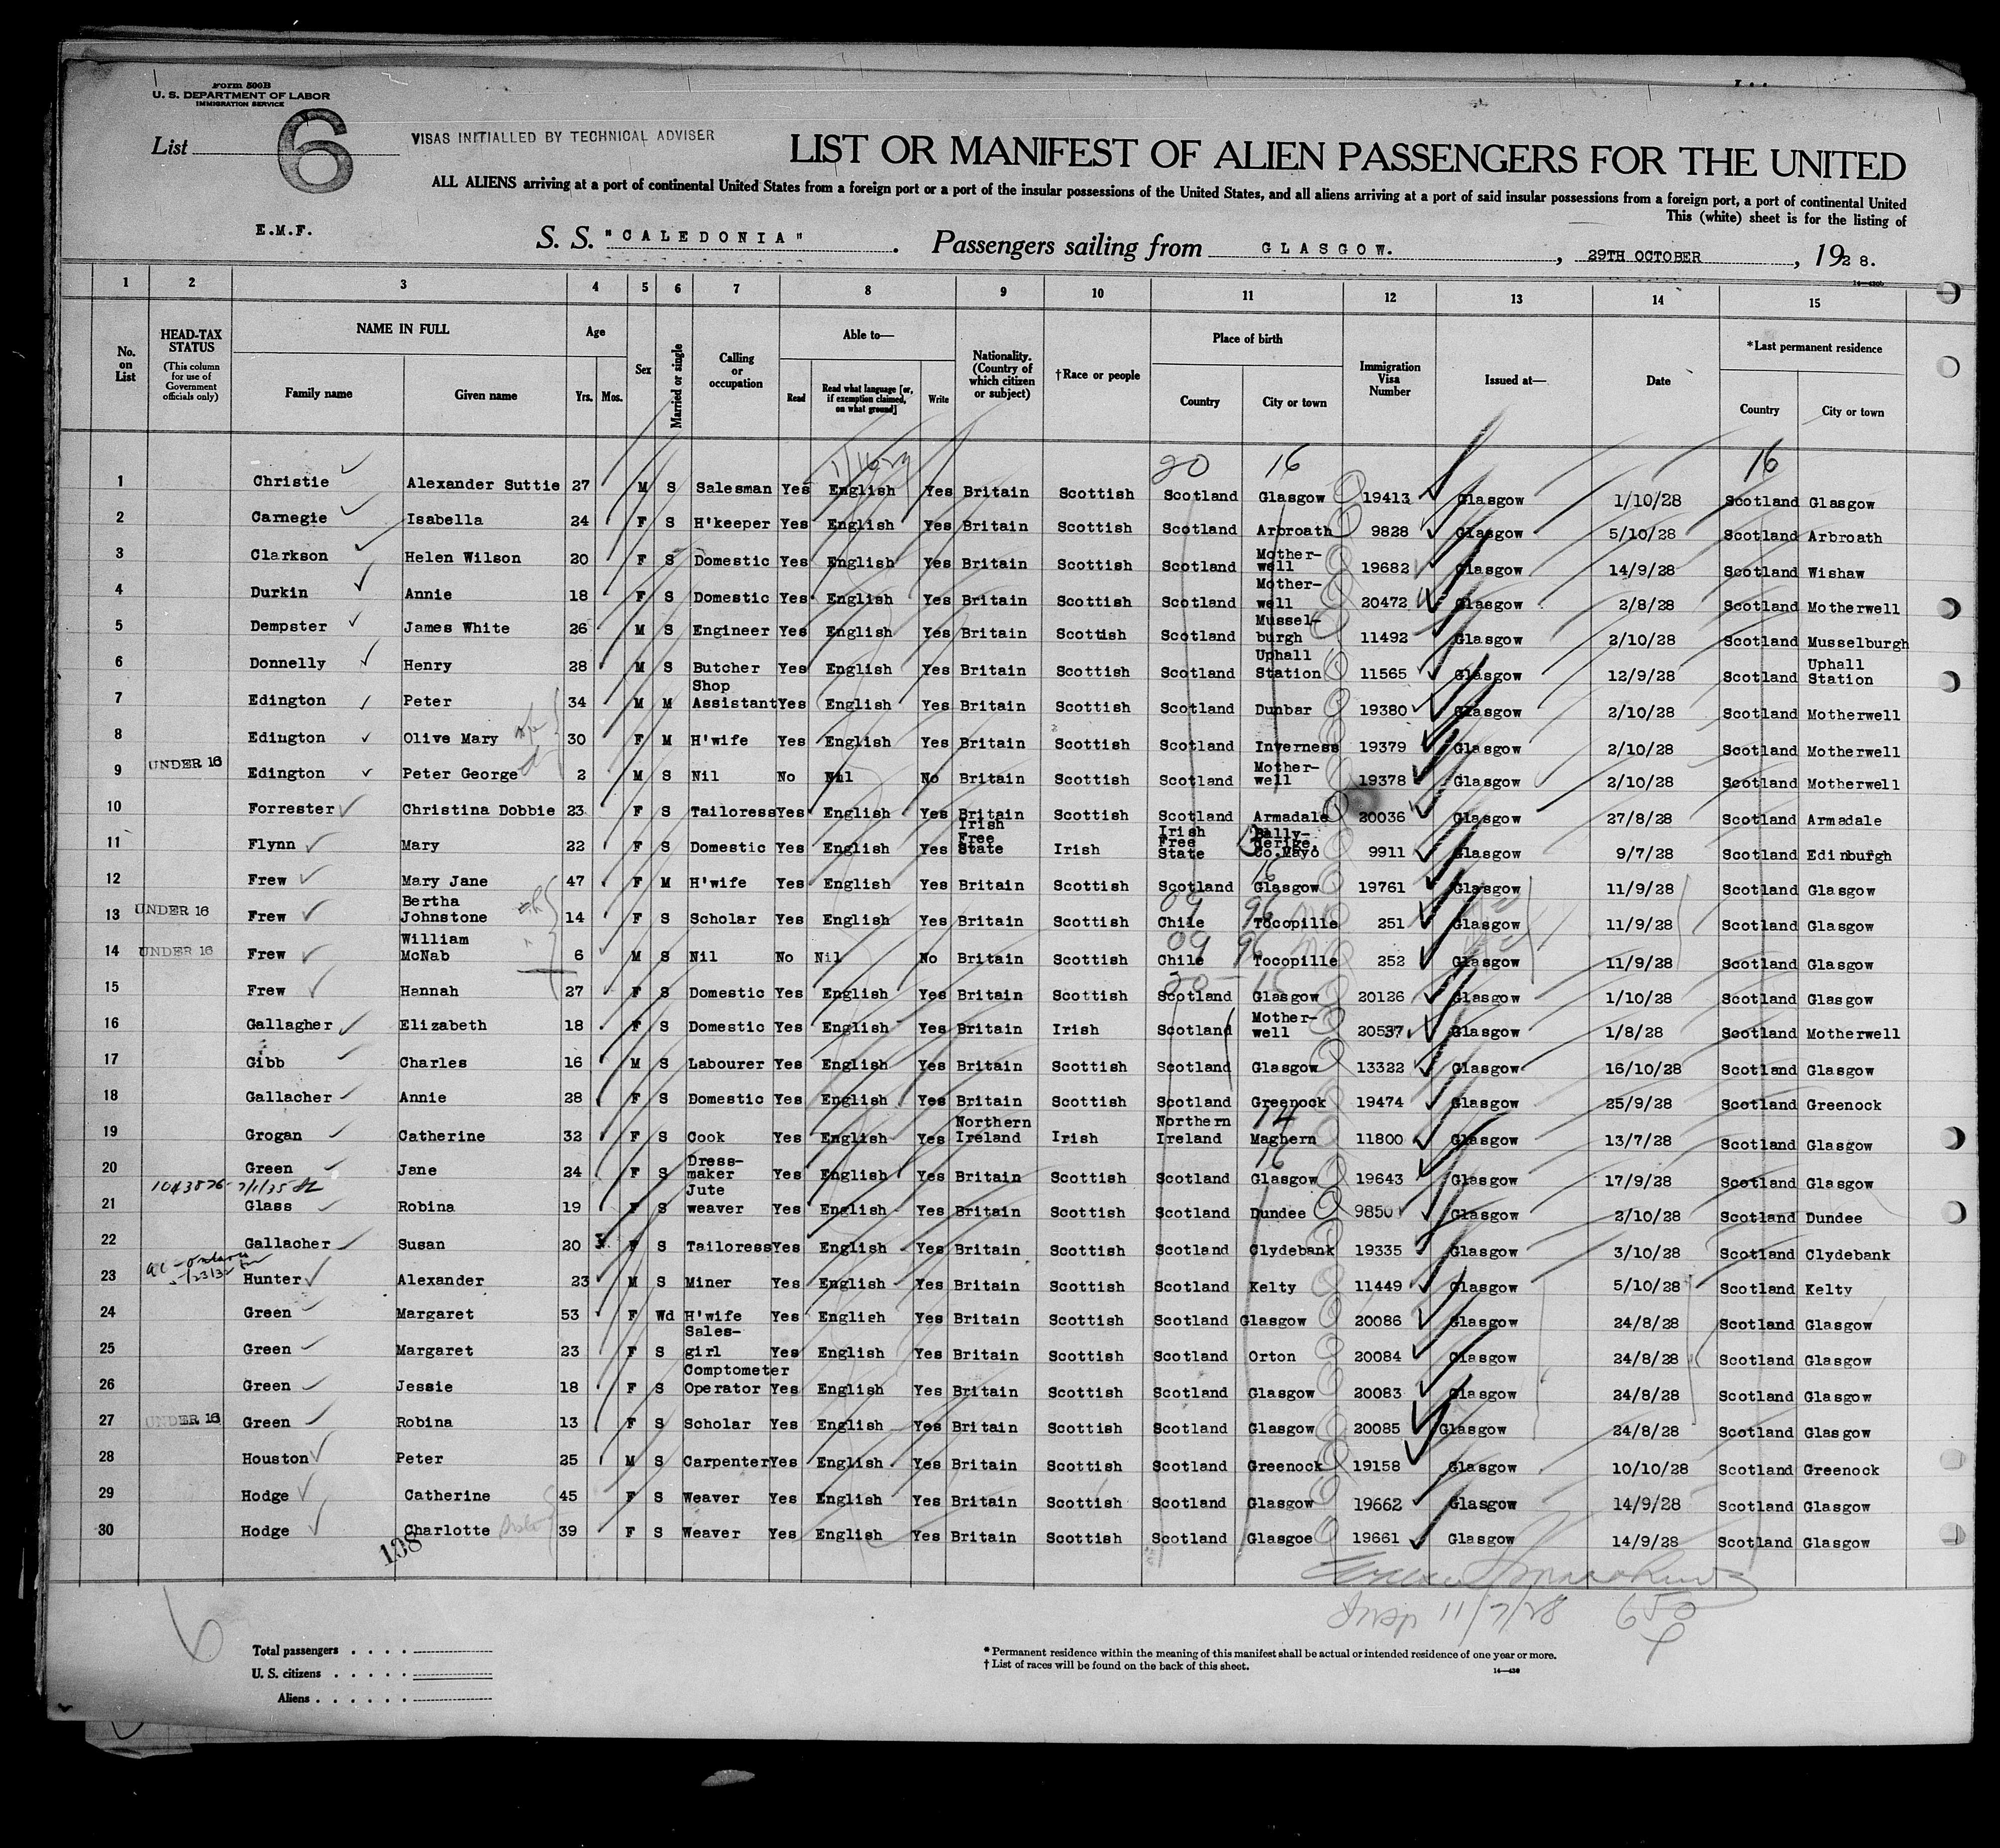 Form 500B
U. S. DEPARTMENT OF LABOR
IMMIGRATION SERVICE
List 6
VISAS INITIALLED BY TECHNICAL ADVISER
LIST OR MANIFEST OF ALIEN PASSENGERS FOR THE UNITED
ALL ALIENS arriving at a port of continental United States from a foreign port or a port of the insular possessions of the United States, and all aliens arriving at a port of said insular possessions from a foreign port, a port of continental United
This (white) sheet is for the listing of
E.M.F.
S. S. "CALEDONIA" . Passengers sailing from GLASGOW. , 29TH OCTOBER , 1928.
14—430b
1 2 3 4 5 6 7 8 9 10 11 12 13 14 15
No. on List
HEAD-TAX STATUS
(This column for use of Government officials only)
NAME IN FULL
Family name Given name
Age
Yrs. Mos.
Sex
Married or single
Calling or occupation
Able to—
Read
Read what language [or, if exemption claimed, on what ground]
Write
Nationality. (Country of which citizen or subject)
†Race or people
Place of birth
Country City or town
Immigration Visa Number
Issued at—
Date
*Last permanent residence
Country City or town
20 16 16
1 Christie Alexander Suttie 27 M S Salesman Yes English Yes Britain Scottish Scotland Glasgow 19413 Glasgow 1/10/28 Scotland Glasgow
2 Carnegie Isabella 24 F S H'keeper Yes English Yes Britain Scottish Scotland Arbroath 9828 Glasgow 5/10/28 Scotland Arbroath
3 Clarkson Helen Wilson 20 F S Domestic Yes English Yes Britain Scottish Scotland Mother-well 19682 Glasgow 14/9/28 Scotland Wishaw
4 Durkin Annie 18 F S Domestic Yes English Yes Britain Scottish Scotland Mother-well 20472 Glasgow 2/8/28 Scotland Motherwell
5 Dempster James White 26 M S Engineer Yes English Yes Britain Scottish Scotland Mussel-burgh 11492 Glasgow 2/10/28 Scotland Musselburgh
6 Donnelly Henry 28 M S Butcher Yes English Yes Britain Scottish Scotland Uphall Station 11565 Glasgow 12/9/28 Scotland Uphall Station
7 Edington Peter 34 M M Shop Assistant Yes English Yes Britain Scottish Scotland Dunbar 19380 Glasgow 2/10/28 Scotland Motherwell
8 Edington Olive Mary 30 F M H'wife Yes English Yes Britain Scottish Scotland Inverness 19379 Glasgow 2/10/28 Scotland Motherwell
9 UNDER 16 Edington Peter George 2 M S Nil No Nil No Britain Scottish Scotland Mother-well 19378 Glasgow 2/10/28 Scotland Motherwell
10 Forrester Christina Dobbie 23 F S Tailoress Yes English Yes Britain Scottish Scotland Armadale 20036 Glasgow 27/8/28 Scotland Armadale
11 Flynn Mary 22 F S Domestic Yes English Yes Irish Free State Irish Irish Free State Co.Mayo 9911 Glasgow 9/7/28 Scotland Edinburgh
12 Frew Mary Jane 47 F M H'wife Yes English Yes Britain Scottish Scotland 16 Glasgow 19761 Glasgow 11/9/28 Scotland Glasgow
13 UNDER 16 Frew Bertha Johnstone 14 F S Scholar Yes English Yes Britain Scottish 09 Chile 96 Tocopille 251 Glasgow 11/9/28 Scotland Glasgow
14 UNDER 16 Frew William McNab 6 M S Nil No Nil No Britain Scottish 09 Chile 96 Tocopille 252 Glasgow 11/9/28 Scotland Glasgow
15 Frew Hannah 27 F S Domestic Yes English Yes Britain Scottish Scotland Glasgow 20126 Glasgow 1/10/28 Scotland Glasgow
16 Gallagher Elizabeth 18 F S Domestic Yes English Yes Britain Irish Scotland Mother-well 20537 Glasgow 1/8/28 Scotland Motherwell
17 Gibb Charles 16 M S Labourer Yes English Yes Britain Scottish Scotland Glasgow 13322 Glasgow 16/10/28 Scotland Glasgow
18 Gallacher Annie 28 F S Domestic Yes English Yes Britain Scottish Scotland Greenock 19474 Glasgow 25/9/28 Scotland Greenock
19 Grogan Catherine 32 F S Cook Yes English Yes Northern Ireland Irish Northern Ireland 14 Maghern 11800 Glasgow 13/7/28 Scotland Glasgow
20 Green Jane 24 F S Dress-maker Yes English Yes Britain Scottish Scotland 16 Glasgow 19643 Glasgow 17/9/28 Scotland Glasgow
21 Glass Robina 19 F S Jute weaver Yes English Yes Britain Scottish Scotland Dundee 9850 Glasgow 2/10/28 Scotland Dundee
22 Gallacher Susan 20 F S Tailoress Yes English Yes Britain Scottish Scotland Clydebank 19335 Glasgow 3/10/28 Scotland Clydebank
23 Hunter Alexander 23 M S Miner Yes English Yes Britain Scottish Scotland Kelty 11449 Glasgow 5/10/28 Scotland Kelty
24 Green Margaret 53 F Wd H'wife Yes English Yes Britain Scottish Scotland Glasgow 20086 Glasgow 24/8/28 Scotland Glasgow
25 Green Margaret 23 F S Sales-girl Yes English Yes Britain Scottish Scotland Orton 20084 Glasgow 24/8/28 Scotland Glasgow
26 Green Jessie 18 F S Comptometer Operator Yes English Yes Britain Scottish Scotland Glasgow 20083 Glasgow 24/8/28 Scotland Glasgow
27 UNDER 16 Green Robina 13 F S Scholar Yes English Yes Britain Scottish Scotland Glasgow 20085 Glasgow 24/8/28 Scotland Glasgow
28 Houston Peter 25 M S Carpenter Yes English Yes Britain Scottish Scotland Greenock 19158 Glasgow 10/10/28 Scotland Greenock
29 Hodge Catherine 45 F S Weaver Yes English Yes Britain Scottish Scotland Glasgow 19662 Glasgow 14/9/28 Scotland Glasgow
30 Hodge Charlotte 39 F S Weaver Yes English Yes Britain Scottish Scotland Glasgoe 19661 Glasgow 14/9/28 Scotland Glasgow
138
Insp 11/7/28 650
6
Total passengers . . . .
U. S. citizens . . . . .
Aliens . . . . . .
* Permanent residence within the meaning of this manifest shall be actual or intended residence of one year or more.
† List of races will be found on the back of this sheet.
14—430